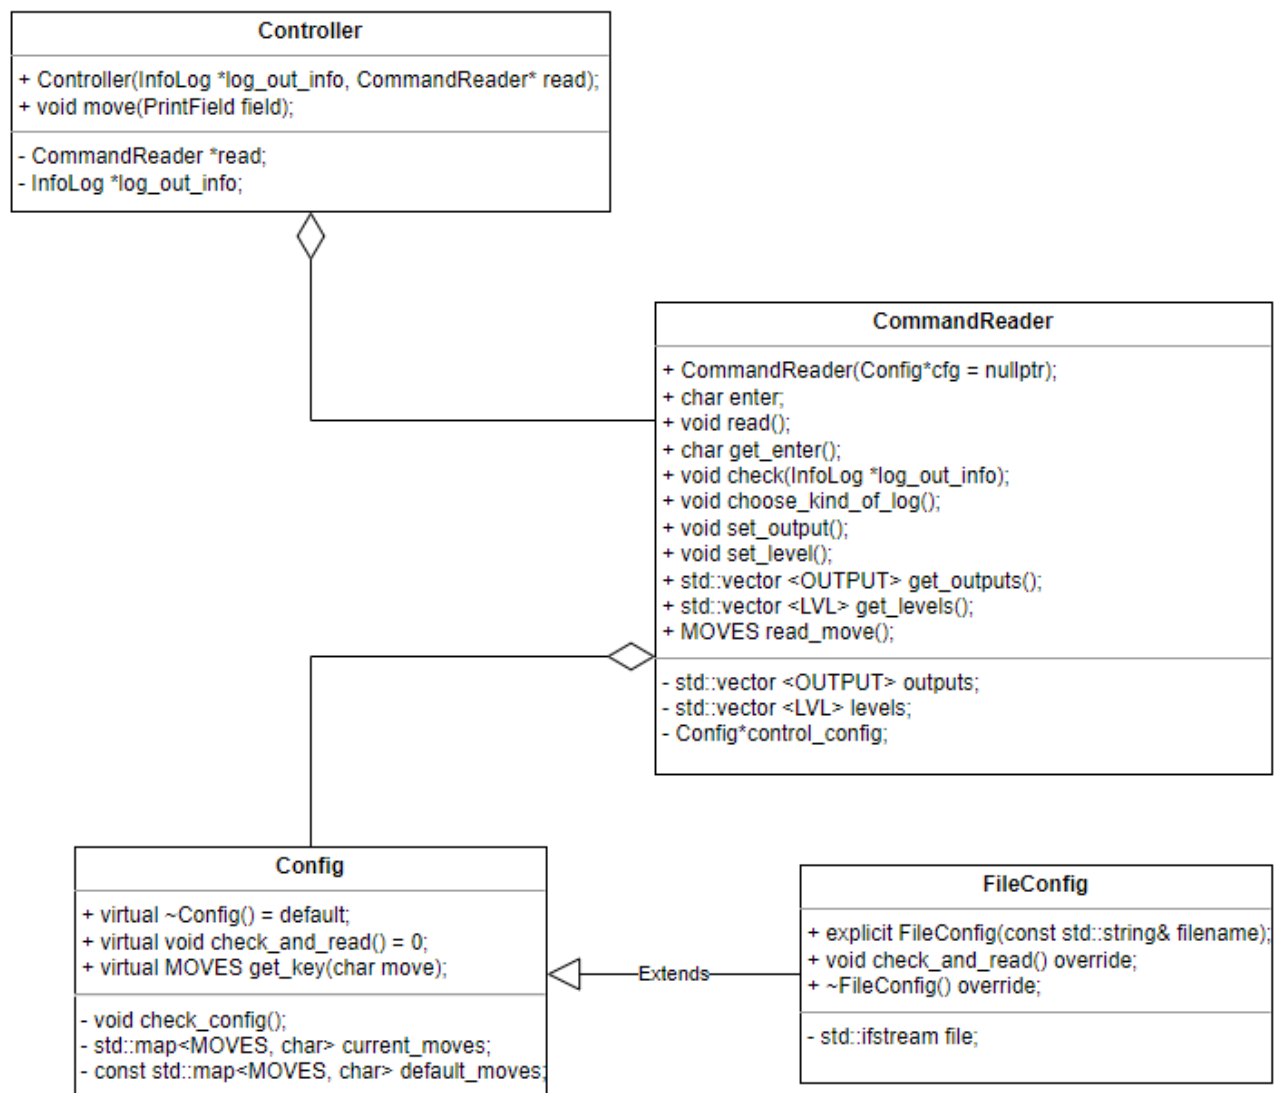 Controller
+ Controller(InfoLog *log_out_info, CommandReader* read);
+ void move(PrintField field);
- CommandReader *read;
- InfoLog *log_out_info;
CommandReader
+ CommandReader(Config*cfg = nullptr);
+ char enter;
+ void read();
+ char get_enter();
+ void check(InfoLog *log_out_info);
+ void choose_kind_of_log();
+ void set_output();
+ void set_level();
+ std::vector <OUTPUT> get_outputs();
+ std::vector <LVL> get_levels();
+ MOVES read_move();
- std::vector <OUTPUT> outputs;
- std::vector <LVL> levels;
- Config*control_config;
Config
+ virtual ~Config() = default;
+ virtual void check_and_read() = 0;
+ virtual MOVES get_key(char move);
- void check_config();
- std::map<MOVES, char> current_moves;
- const std::map<MOVES, char> default_moves;
Extends
FileConfig
+ explicit FileConfig(const std::string& filename);
+ void check_and_read() override;
+ ~FileConfig() override;
- std::ifstream file;